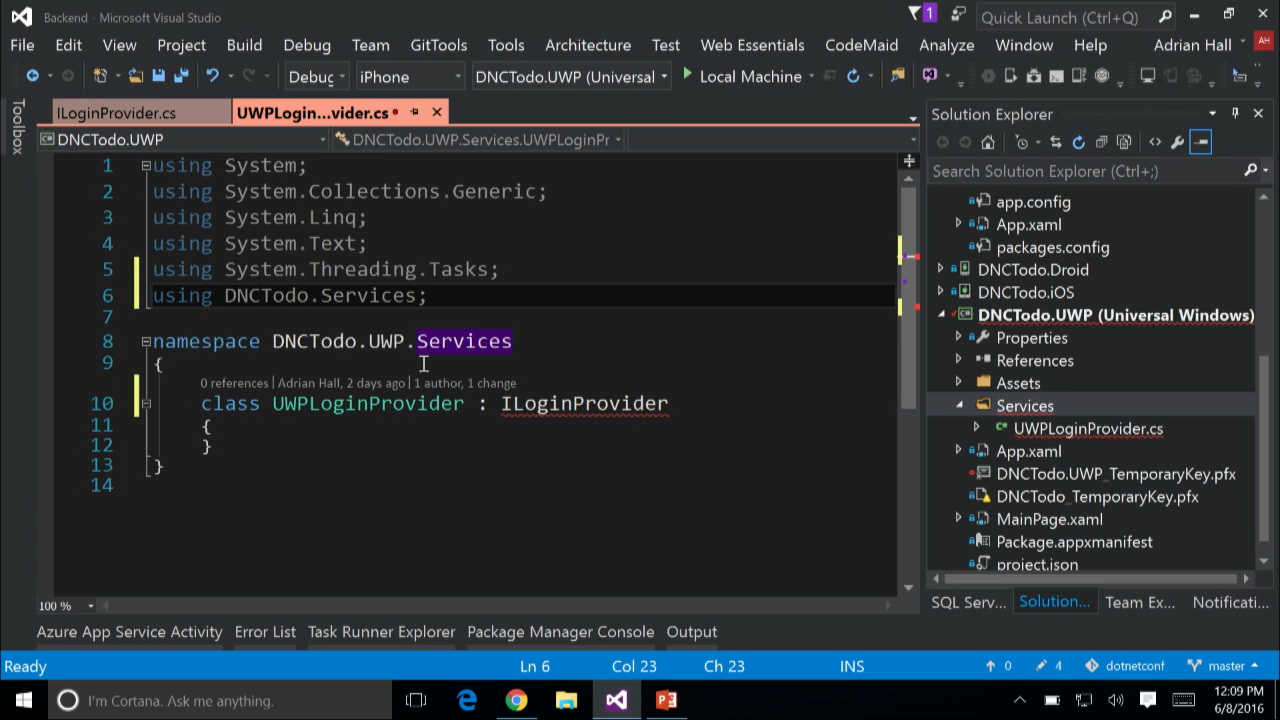 Backend - Microsoft Visual Studio
1
Quick Launch (Ctrl+Q)
File Edit View Project Build Debug Team GitTools Tools Architecture Test Web Essentials CodeMaid Analyze Window Help Adrian Hall AH
Debug iPhone DNCTodo.UWP (Universal Local Machine
Toolbox
ILoginProvider.cs UWPLogin...vider.cs
DNCTodo.UWP DNCTodo.UWP.Services.UWPLoginPr
1 using System;
2 using System.Collections.Generic;
3 using System.Linq;
4 using System.Text;
5 using System.Threading.Tasks;
6 using DNCTodo.Services;
7
8 namespace DNCTodo.UWP.Services
9 {
0 references | Adrian Hall, 2 days ago | 1 author, 1 change
10 class UWPLoginProvider : ILoginProvider
11 {
12 }
13 }
14
100 %
Solution Explorer
Search Solution Explorer (Ctrl+;)
app.config
App.xaml
packages.config
DNCTodo.Droid
DNCTodo.iOS
DNCTodo.UWP (Universal Windows)
Properties
References
Assets
Services
UWPLoginProvider.cs
App.xaml
DNCTodo.UWP_TemporaryKey.pfx
DNCTodo_TemporaryKey.pfx
MainPage.xaml
Package.appxmanifest
project.json
SQL Serv... Solution... Team Ex... Notificati...
Azure App Service Activity Error List Task Runner Explorer Package Manager Console Output
Ready Ln 6 Col 23 Ch 23 INS 0 4 dotnetconf master
I'm Cortana. Ask me anything.
12:09 PM
6/8/2016